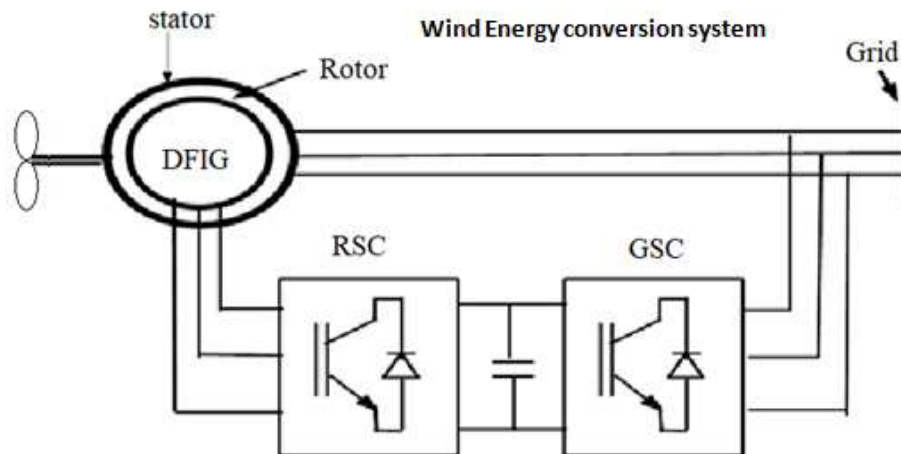 stator
Wind Energy conversion system
Rotor
Grid
DFIG
RSC
GSC